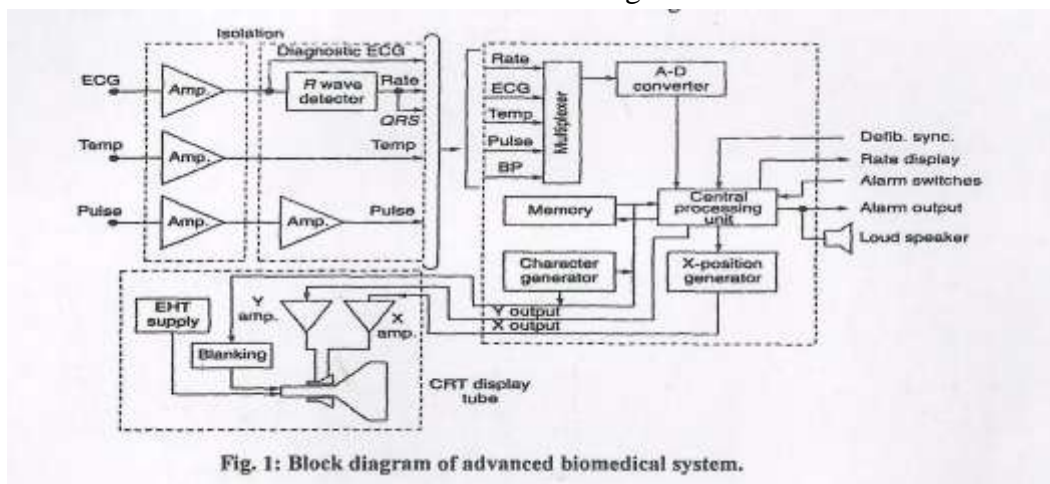 Isolation
Diagnostic ECG
ECG
Amp.
R wave
detector
Rate
QRS
Temp
Amp.
Temp
Pulse
Amp.
Amp.
Pulse
Rate
ECG
Temp
Pulse
BP
Multiplexer
A-D
converter
Memory
Central
processing
unit
Character
generator
X-position
generator
Defib. sync.
Rate display
Alarm switches
Alarm output
Loud speaker
Y output
X output
EHT
supply
Y
amp.
X
amp.
Blanking
CRT display
tube
Fig. 1: Block diagram of advanced biomedical system.